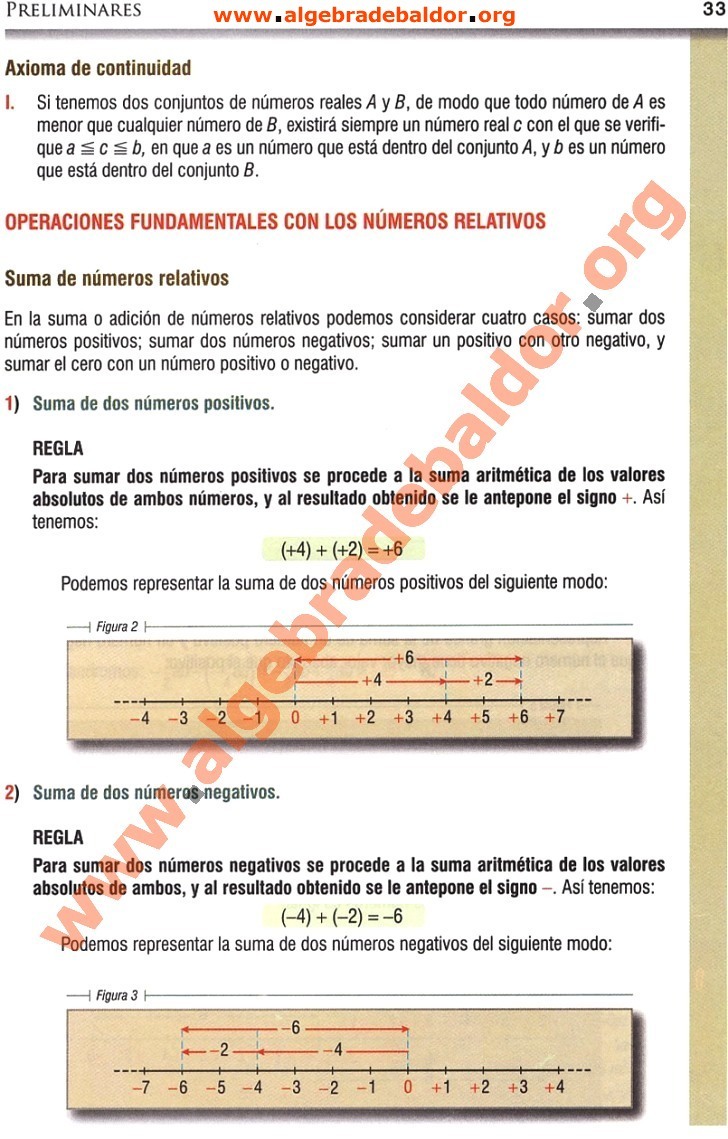 PRELIMINARES
www.algebradebaldor.org
33
Axioma de continuidad
I. Si tenemos dos conjuntos de números reales A y B, de modo que todo número de A es
menor que cualquier número de B, existirá siempre un número real c con el que se verifi-
que a ≦ c ≦ b, en que a es un número que está dentro del conjunto A, y b es un número
que está dentro del conjunto B.
OPERACIONES FUNDAMENTALES CON LOS NÚMEROS RELATIVOS
Suma de números relativos
En la suma o adición de números relativos podemos considerar cuatro casos: sumar dos
números positivos; sumar dos números negativos; sumar un positivo con otro negativo, y
sumar el cero con un número positivo o negativo.
1) Suma de dos números positivos.
REGLA
Para sumar dos números positivos se procede a la suma aritmética de los valores
absolutos de ambos números, y al resultado obtenido se le antepone el signo +. Así
tenemos:
(+4) + (+2) = +6
Podemos representar la suma de dos números positivos del siguiente modo:
Figura 2
+6
+4 +2
–4 –3 –2 –1 0 +1 +2 +3 +4 +5 +6 +7
2) Suma de dos números negativos.
REGLA
Para sumar dos números negativos se procede a la suma aritmética de los valores
absolutos de ambos, y al resultado obtenido se le antepone el signo –. Así tenemos:
(–4) + (–2) = –6
Podemos representar la suma de dos números negativos del siguiente modo:
Figura 3
–6
–2 –4
–7 –6 –5 –4 –3 –2 –1 0 +1 +2 +3 +4
www.algebradebaldor.org